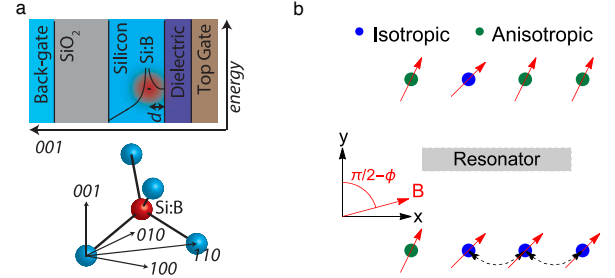 a
Back-gate
SiO2
Silicon
Si:B
Dielectric
Top Gate
energy
d
001
001
Si:B
010
110
100
b
Isotropic
Anisotropic
y
π/2-ϕ
B
x
Resonator